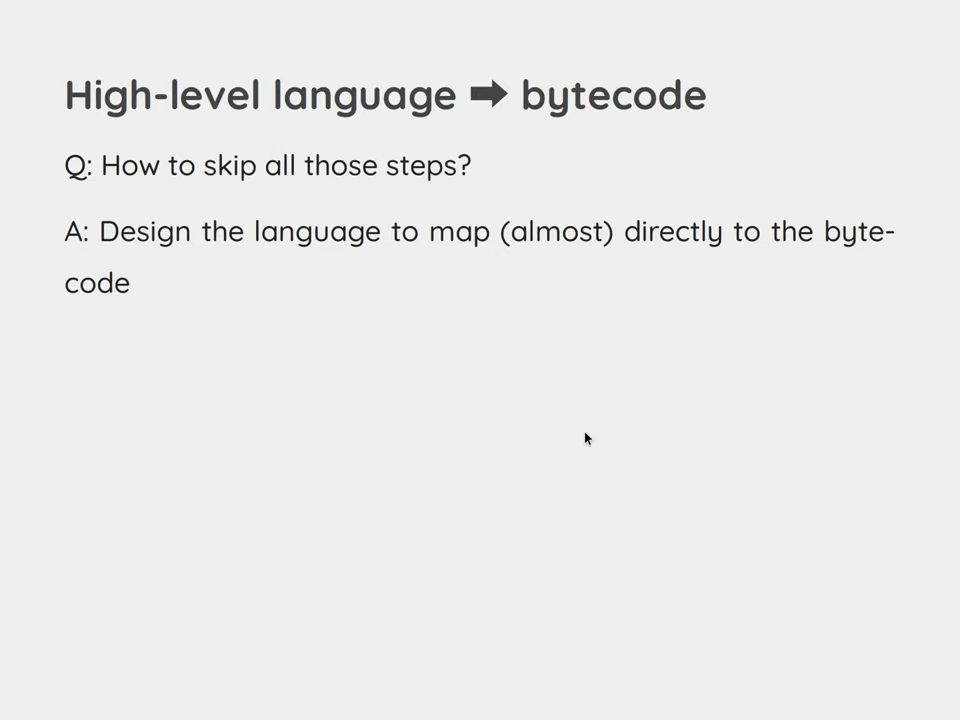 High-level language ➡ bytecode
Q: How to skip all those steps?
A: Design the language to map (almost) directly to the byte-
code